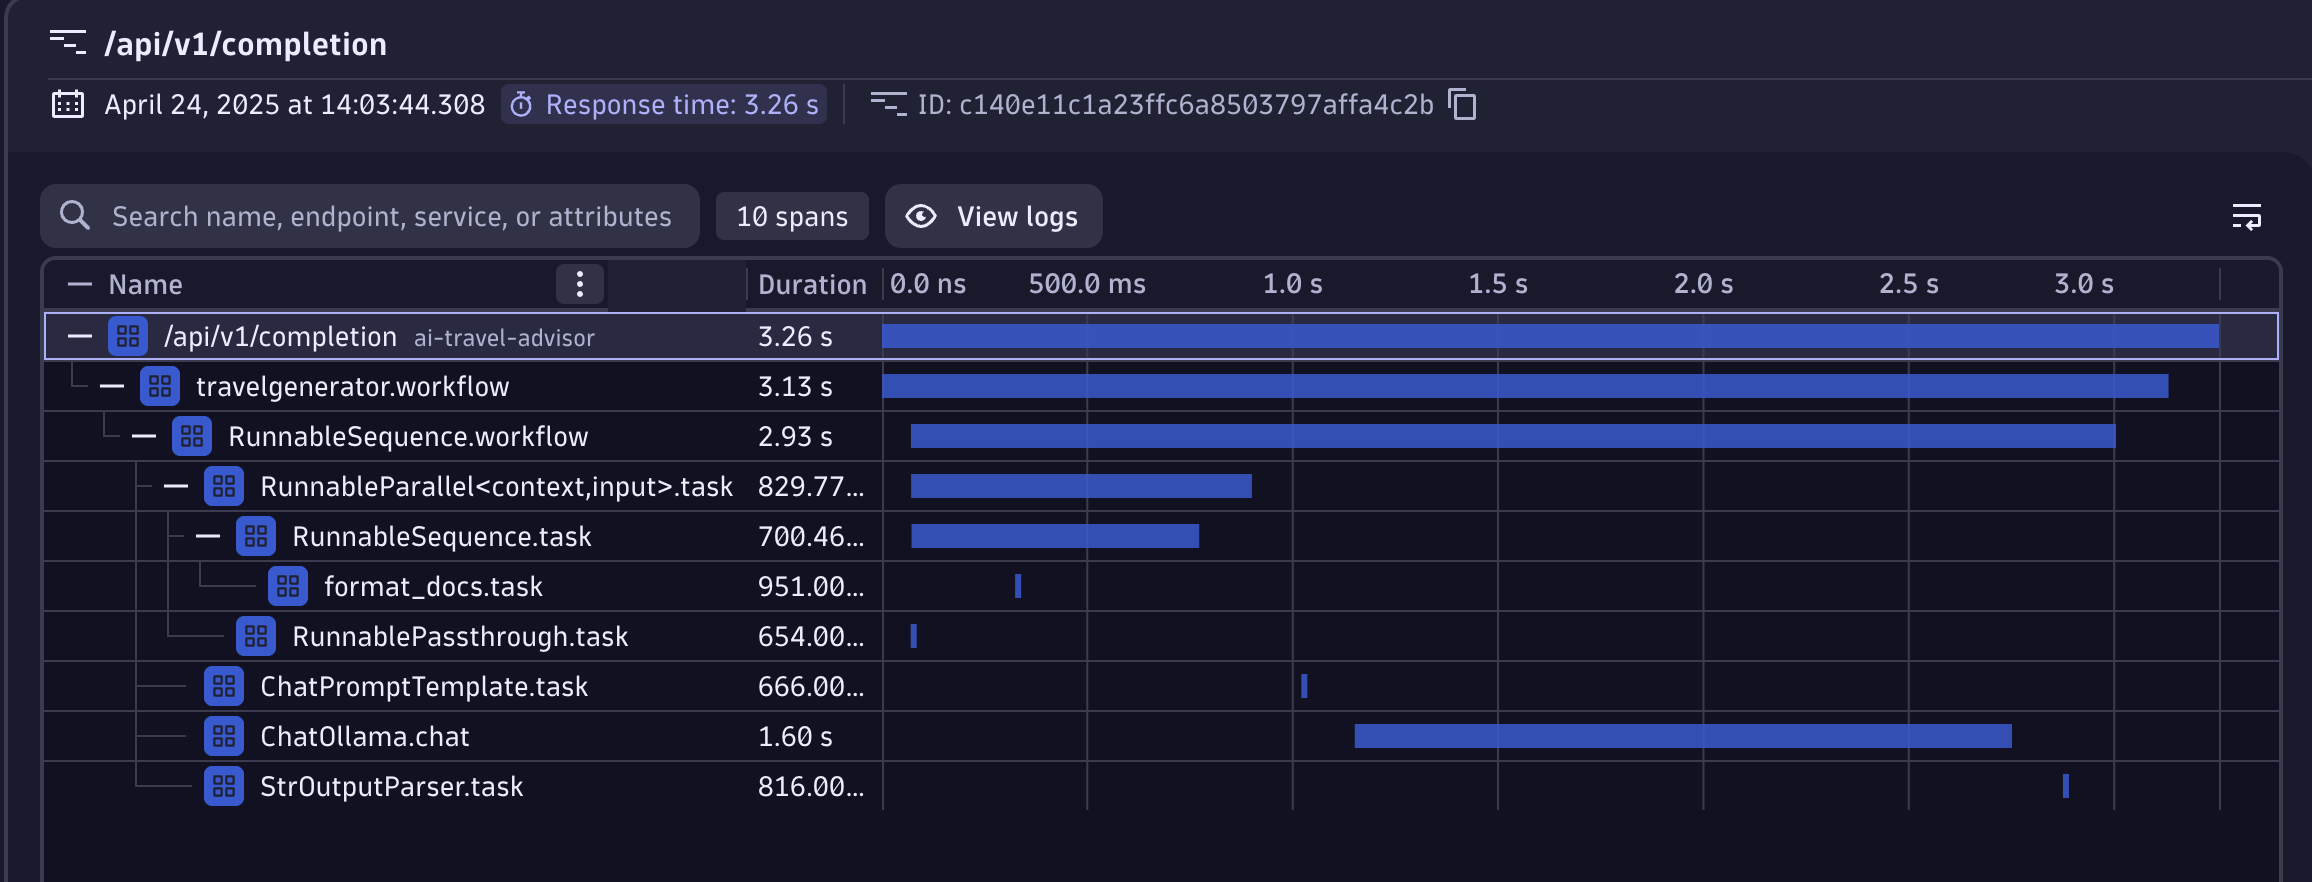 /api/v1/completion
April 24, 2025 at 14:03:44.308 Response time: 3.26 s ID: c140e11c1a23ffc6a8503797affa4c2b
Search name, endpoint, service, or attributes 10 spans View logs
Name Duration 0.0 ns 500.0 ms 1.0 s 1.5 s 2.0 s 2.5 s 3.0 s
/api/v1/completion ai-travel-advisor 3.26 s
travelgenerator.workflow 3.13 s
RunnableSequence.workflow 2.93 s
RunnableParallel<context,input>.task 829.77...
RunnableSequence.task 700.46...
format_docs.task 951.00...
RunnablePassthrough.task 654.00...
ChatPromptTemplate.task 666.00...
ChatOllama.chat 1.60 s
StrOutputParser.task 816.00...